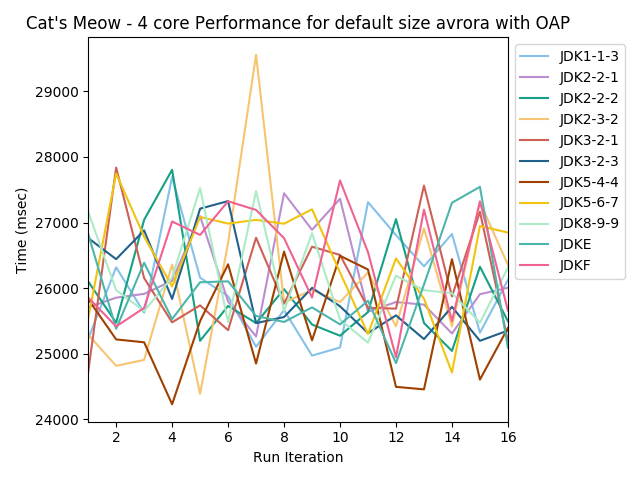 Cat's Meow - 4 core Performance for default size avrora with OAP
Time (msec)
29000
28000
27000
26000
25000
24000
2 4 6 8 10 12 14 16
Run Iteration
JDK1-1-3
JDK2-2-1
JDK2-2-2
JDK2-3-2
JDK3-2-1
JDK3-2-3
JDK5-4-4
JDK5-6-7
JDK8-9-9
JDKE
JDKF